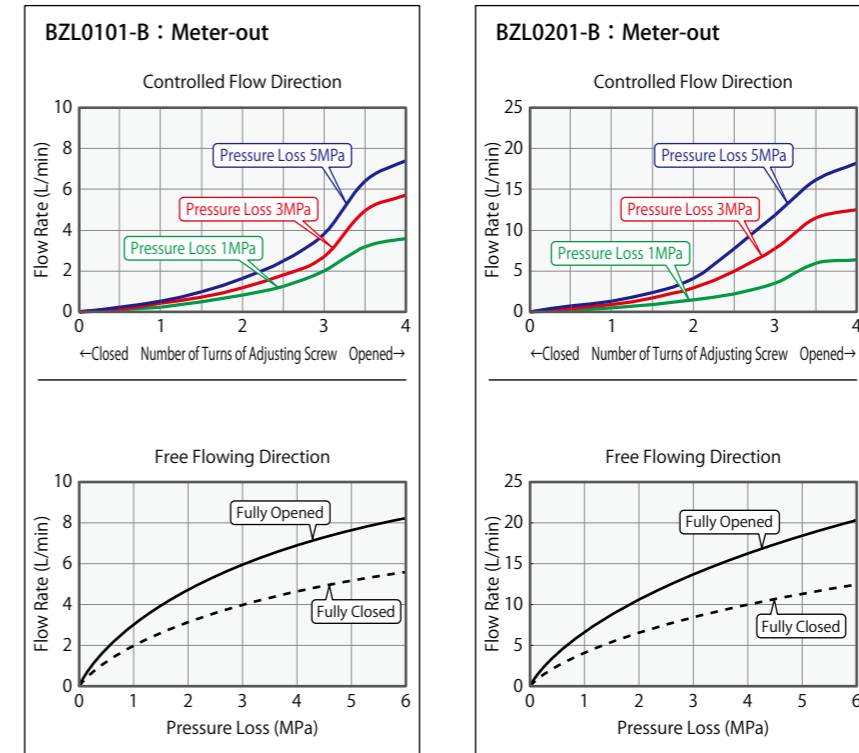 BZL0101-B：Meter-out
Controlled Flow Direction
Flow Rate (L/min)
10
8
6
4
2
0
Pressure Loss 5MPa
Pressure Loss 3MPa
Pressure Loss 1MPa
0 1 2 3 4
←Closed Number of Turns of Adjusting Screw Opened→
Free Flowing Direction
Flow Rate (L/min)
10
8
6
4
2
0
Fully Opened
Fully Closed
0 1 2 3 4 5 6
Pressure Loss (MPa)
BZL0201-B：Meter-out
Controlled Flow Direction
Flow Rate (L/min)
25
20
15
10
5
0
Pressure Loss 5MPa
Pressure Loss 3MPa
Pressure Loss 1MPa
0 1 2 3 4
←Closed Number of Turns of Adjusting Screw Opened→
Free Flowing Direction
Flow Rate (L/min)
25
20
15
10
5
0
Fully Opened
Fully Closed
0 1 2 3 4 5 6
Pressure Loss (MPa)